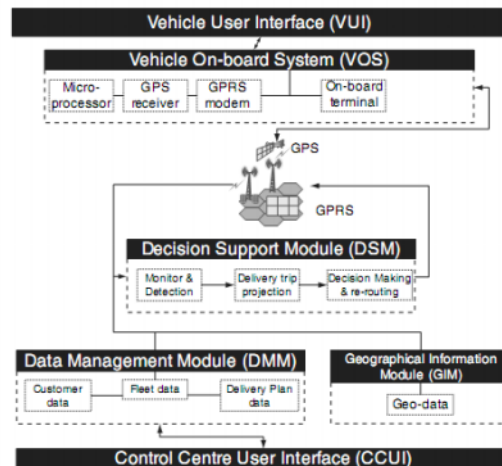 Vehicle User Interface (VUI)
Vehicle On-board System (VOS)
Micro-
processor
GPS
receiver
GPRS
modem
On-board
terminal
GPS
GPRS
Decision Support Module (DSM)
Monitor &
Detection
Delivery trip
projection
Decision Making
& re-routing
Data Management Module (DMM)
Customer
data
Fleet data
Delivery Plan
data
Geographical Information
Module (GIM)
Geo-data
Control Centre User Interface (CCUI)